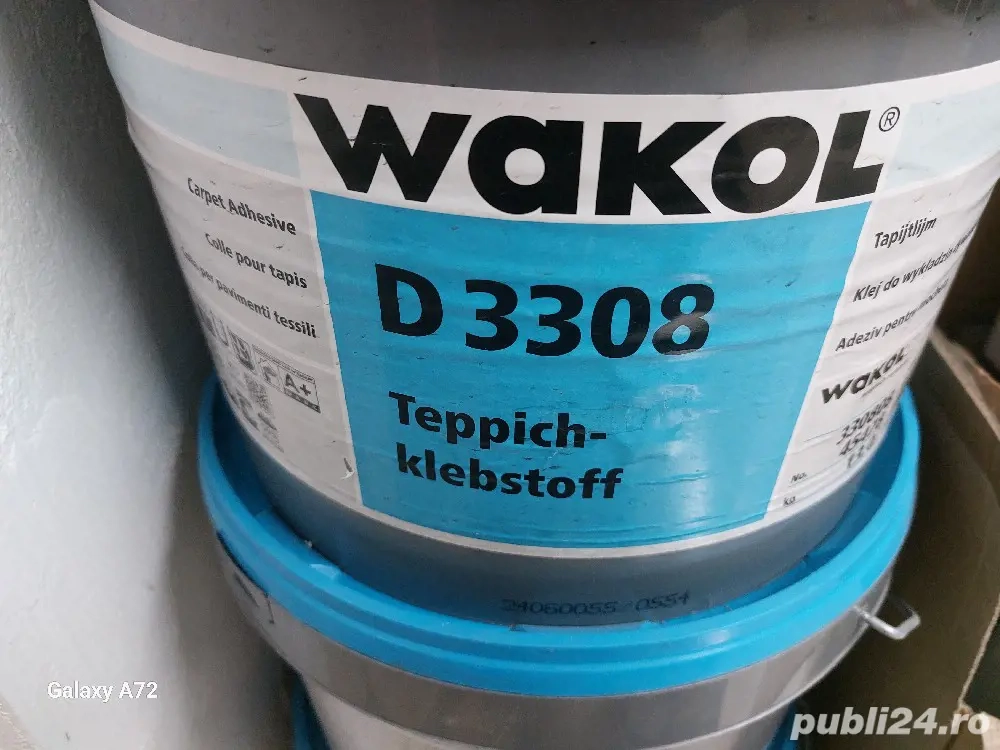 WAKOL®
Carpet Adhesive
Colle pour tapis
per pavimenti tessili
A+
D 3308
Teppich-
klebstoff
Tapijtlijm
Klej do wykładzin
Adeziv pentru
WAKOL
No.
kg
24060055 / 0554
Galaxy A72
publi24.ro